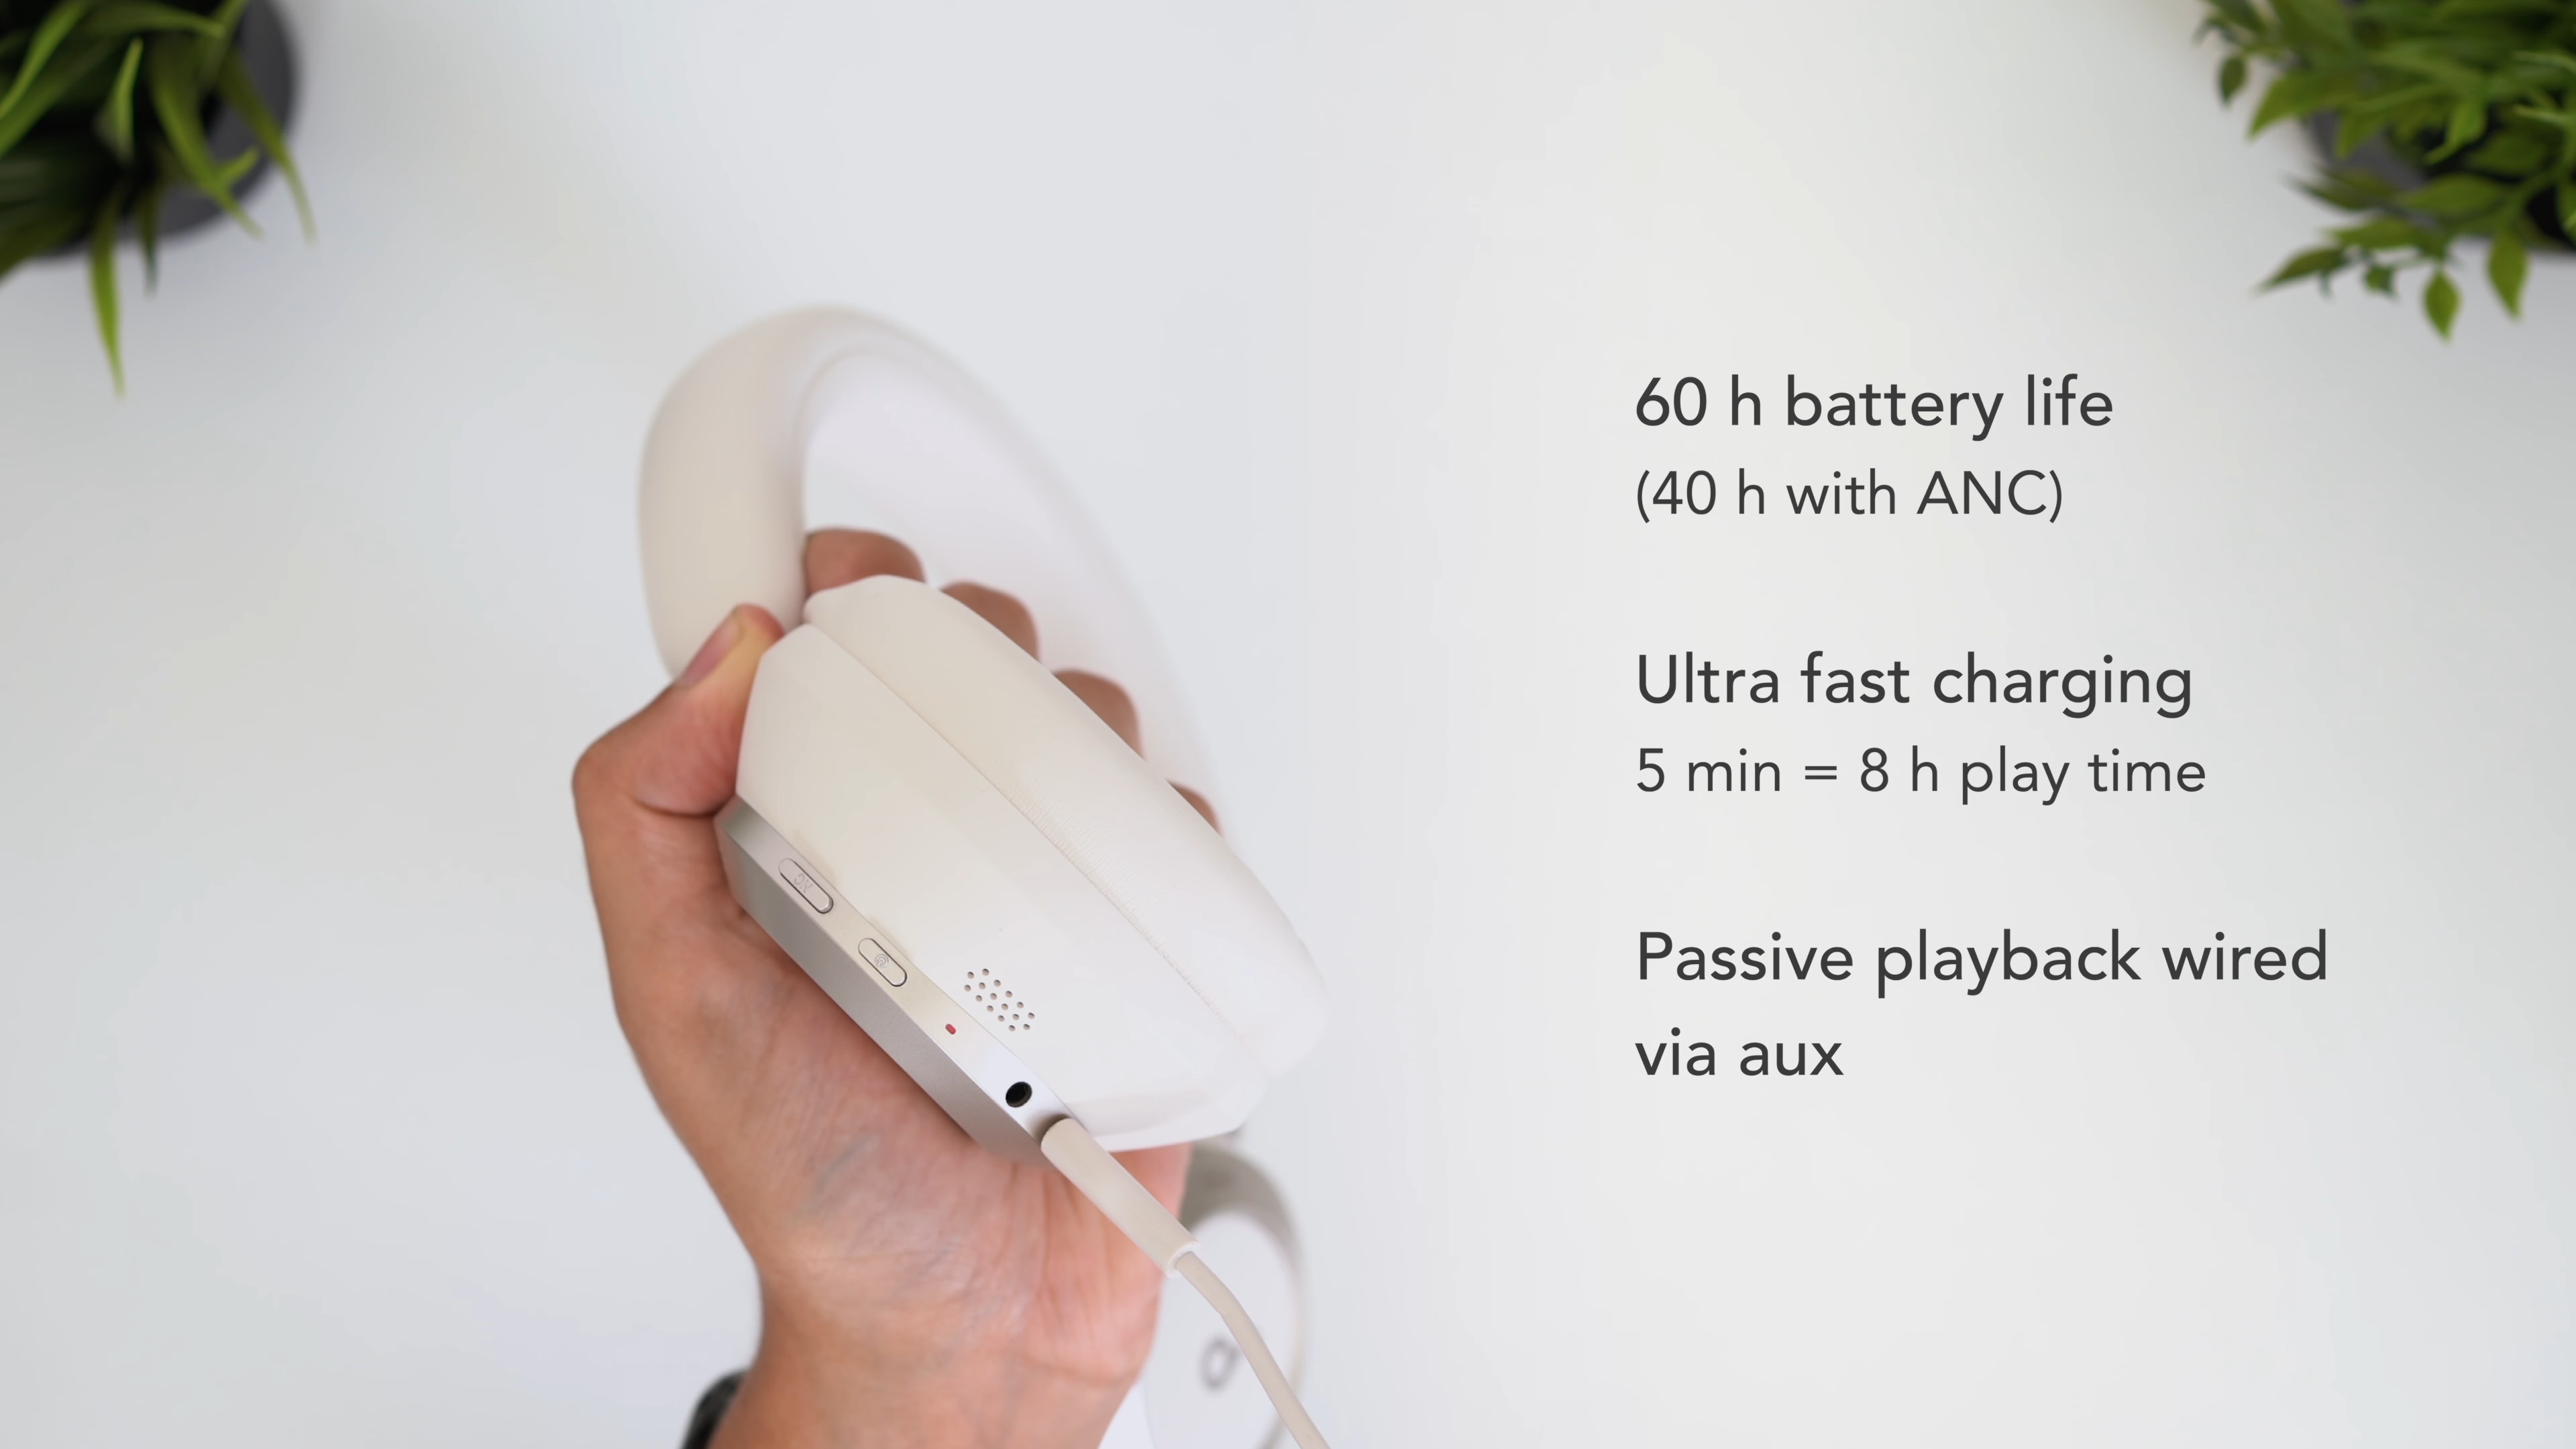 60 h battery life
(40 h with ANC)
Ultra fast charging
5 min = 8 h play time
Passive playback wired
via aux